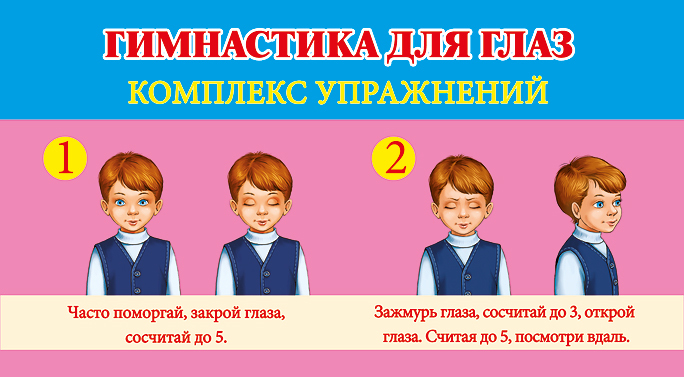 ГИМНАСТИКА ДЛЯ ГЛАЗ
КОМПЛЕКС УПРАЖНЕНИЙ
1
Часто поморгай, закрой глаза,
сосчитай до 5.
2
Зажмурь глаза, сосчитай до 3, открой
глаза. Считая до 5, посмотри вдаль.